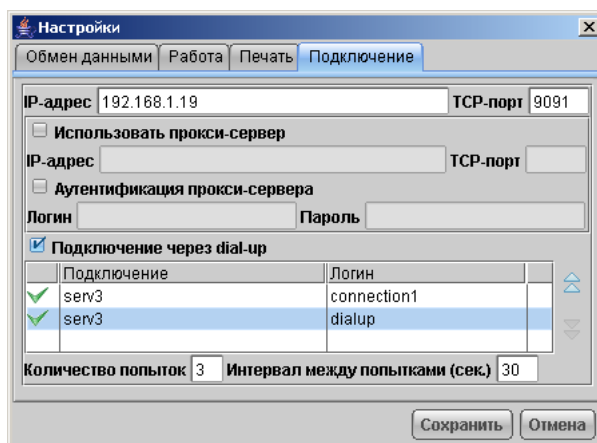 Настройки
Обмен данными Работа Печать Подключение
IP-адрес 192.168.1.19 TCP-порт 9091
Использовать прокси-сервер
IP-адрес TCP-порт
Аутентификация прокси-сервера
Логин Пароль
Подключение через dial-up
Подключение Логин
serv3 connection1
serv3 dialup
Количество попыток 3 Интервал между попытками (сек.) 30
Сохранить Отмена